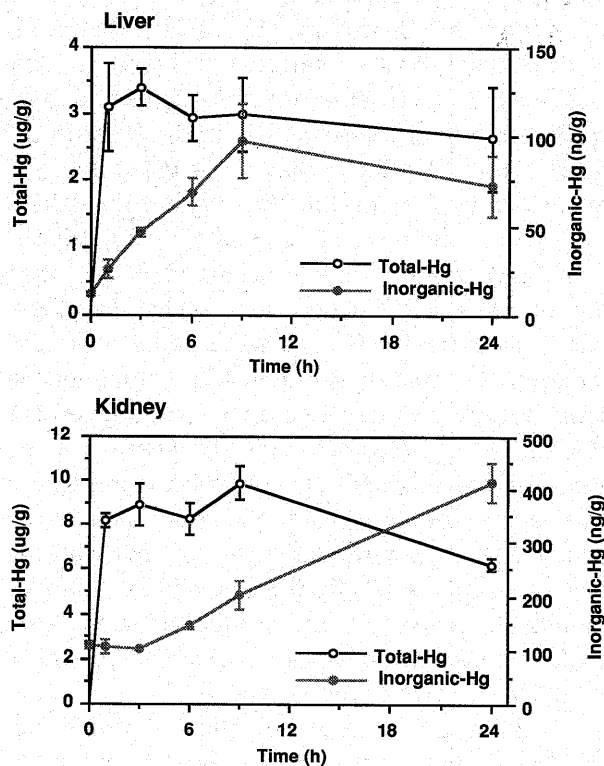 Liver
Total-Hg (ug/g)
4
3
2
1
0
Inorganic-Hg (ng/g)
150
100
50
0
Total-Hg
Inorganic-Hg
0 6 12 18 24
Time (h)
Kidney
Total-Hg (ug/g)
12
10
8
6
4
2
0
Inorganic-Hg (ng/g)
500
400
300
200
100
0
Total-Hg
Inorganic-Hg
0 6 12 18 24
Time (h)